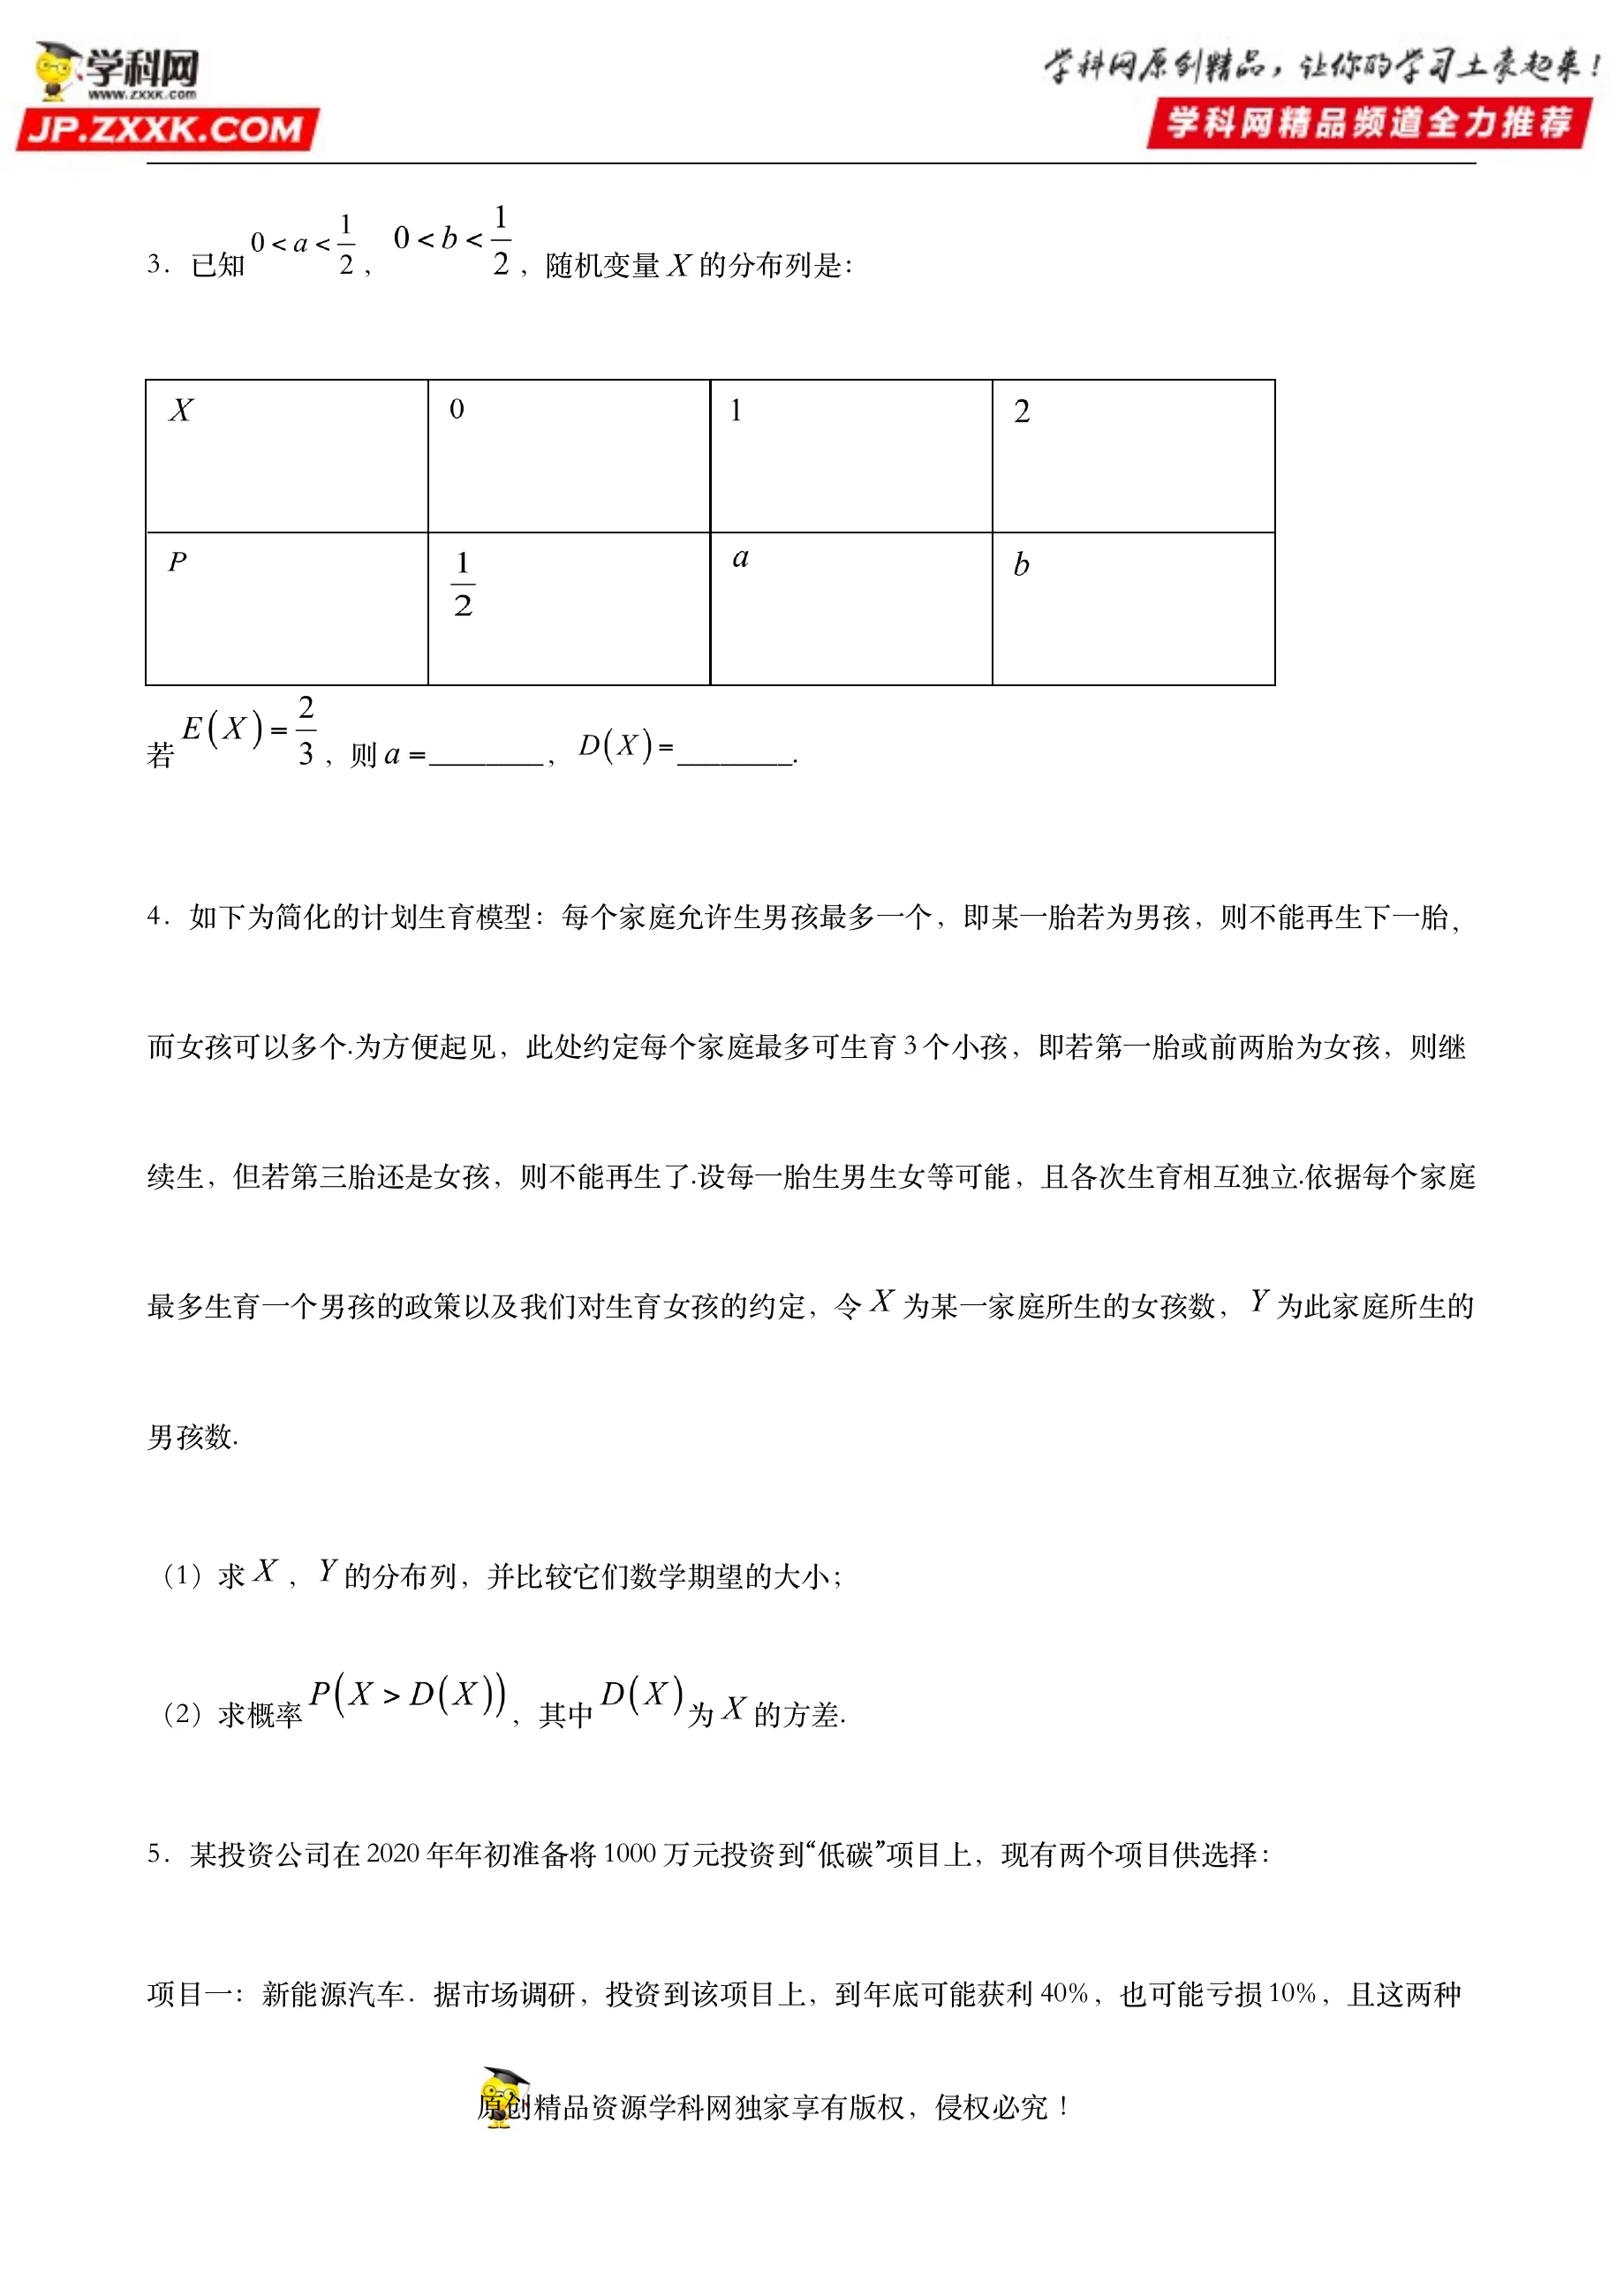 学科网
www.zxxk.com
JP.ZXXK.COM
学科网原创精品，让你的学习土豪起来！
学科网精品频道全力推荐
3．已知 0 < a < 1/2， 0 < b < 1/2，随机变量 X 的分布列是：
X 0 1 2
P 1/2 a b
若 E(X) = 2/3，则 a = ________， D(X) = ________.
4．如下为简化的计划生育模型：每个家庭允许生男孩最多一个，即某一胎若为男孩，则不能再生下一胎，
而女孩可以多个.为方便起见，此处约定每个家庭最多可生育 3 个小孩，即若第一胎或前两胎为女孩，则继
续生，但若第三胎还是女孩，则不能再生了.设每一胎生男生女等可能，且各次生育相互独立.依据每个家庭
最多生育一个男孩的政策以及我们对生育女孩的约定，令 X 为某一家庭所生的女孩数， Y 为此家庭所生的
男孩数.
（1）求 X ， Y 的分布列，并比较它们数学期望的大小；
（2）求概率 P(X > D(X))，其中 D(X) 为 X 的方差.
5．某投资公司在 2020 年年初准备将 1000 万元投资到“低碳”项目上，现有两个项目供选择：
项目一：新能源汽车．据市场调研，投资到该项目上，到年底可能获利 40%，也可能亏损 10%，且这两种
原创精品资源学科网独家享有版权，侵权必究！